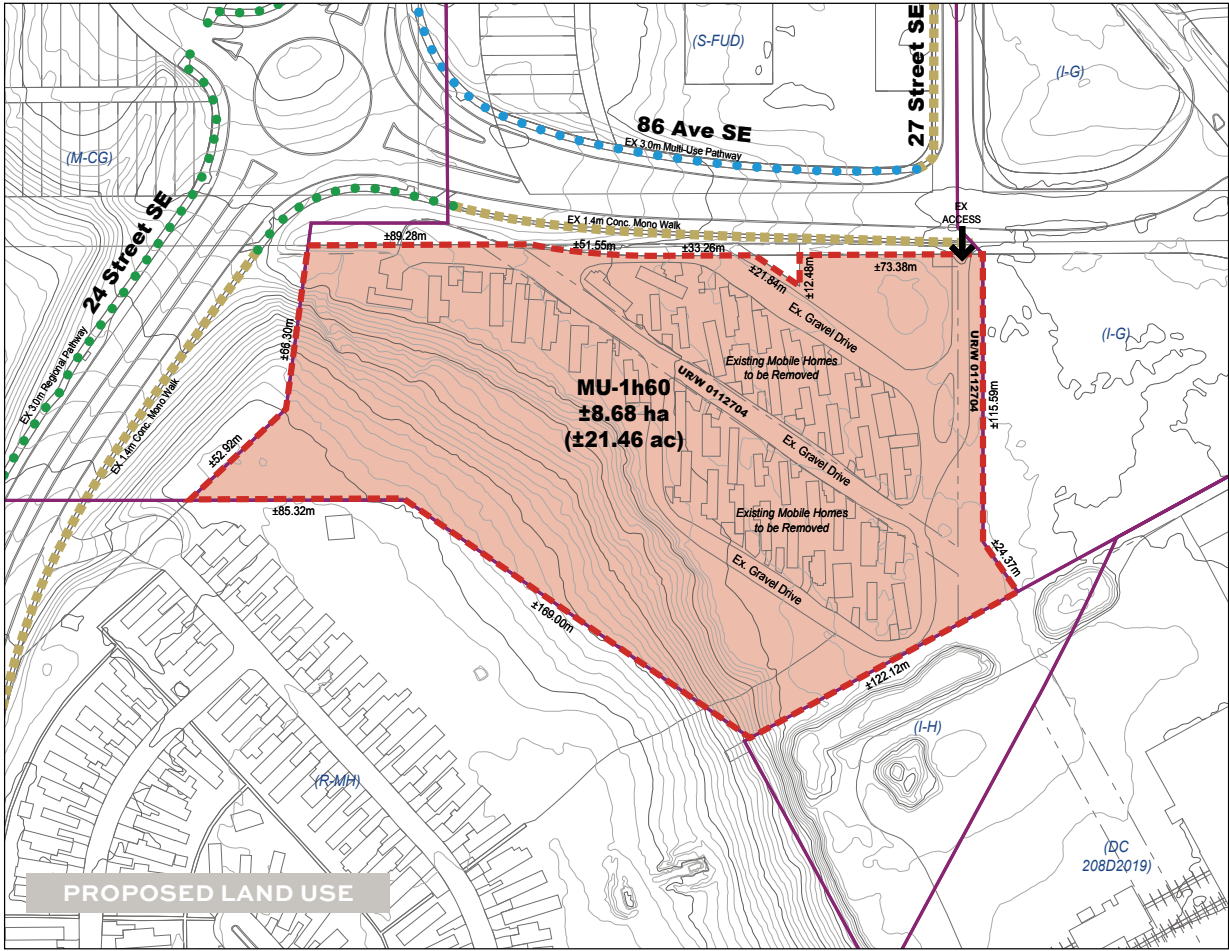 (S-FUD)
27 Street SE
(I-G)
86 Ave SE
EX 3.0m Multi-Use Pathway
(M-CG)
24 Street SE
EX 3.0m Regional Pathway
EX 1.4m Conc. Mono Walk
EX 1.4m Conc. Mono Walk
EX
ACCESS
±89.28m
±51.55m
±33.26m
±21.84m
±12.48m
±73.38m
Ex. Gravel Drive
±66.30m
Existing Mobile Homes
to be Removed
UR/W 0112704
(I-G)
MU-1h60
±8.68 ha
(±21.46 ac)
UR/W 0112704
±115.59m
±52.92m
Ex. Gravel Drive
±85.32m
Existing Mobile Homes
to be Removed
±24.37m
Ex. Gravel Drive
±169.00m
±122.12m
(I-H)
(R-MH)
(DC
208D2019)
PROPOSED LAND USE